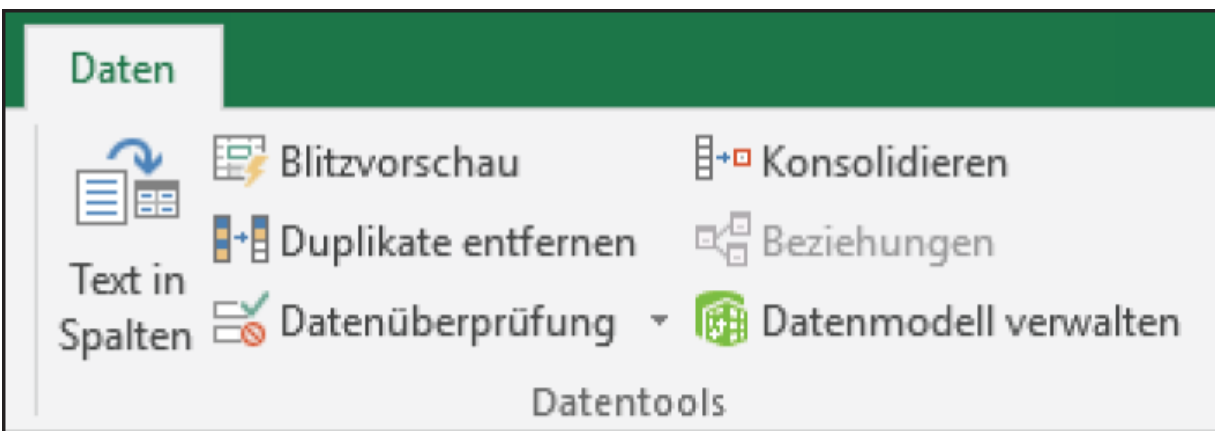 Daten
Text in
Spalten
Blitzvorschau
Duplikate entfernen
Datenüberprüfung
Konsolidieren
Beziehungen
Datenmodell verwalten
Datentools